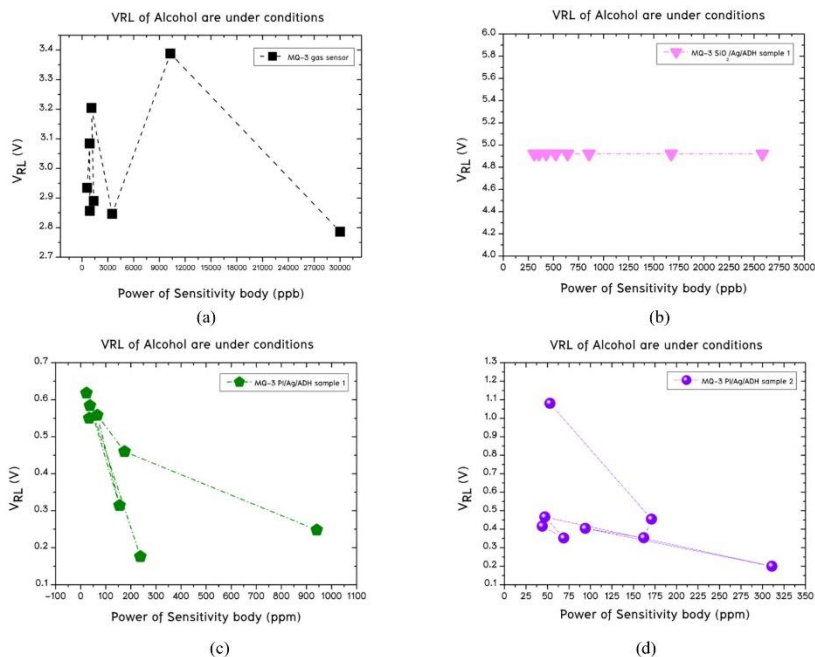 VRL of Alcohol are under conditions
3.4
3.3
3.2
3.1
3.0
2.9
2.8
2.7
V_RL (V)
MQ-3 gas sensor
0 3000 6000 9000 12000 15000 18000 21000 24000 27000 30000
Power of Sensitivity body (ppb)
(a)
VRL of Alcohol are under conditions
6.0
5.8
5.6
5.4
5.2
5.0
4.8
4.6
4.4
4.2
4.0
V_RL (V)
MQ-3 SiO2/Ag/ADH sample 1
0 250 500 750 1000 1250 1500 1750 2000 2250 2500 2750 3000
Power of Sensitivity body (ppb)
(b)
VRL of Alcohol are under conditions
0.7
0.6
0.5
0.4
0.3
0.2
0.1
V_RL (V)
MQ-3 PI/Ag/ADH sample 1
-100 0 100 200 300 400 500 600 700 800 900 1000 1100
Power of Sensitivity body (ppm)
(c)
VRL of Alcohol are under conditions
1.3
1.2
1.1
1.0
0.9
0.8
0.7
0.6
0.5
0.4
0.3
0.2
0.1
V_RL (V)
MQ-3 PI/Ag/ADH sample 2
0 25 50 75 100 125 150 175 200 225 250 275 300 325 350
Power of Sensitivity body (ppm)
(d)